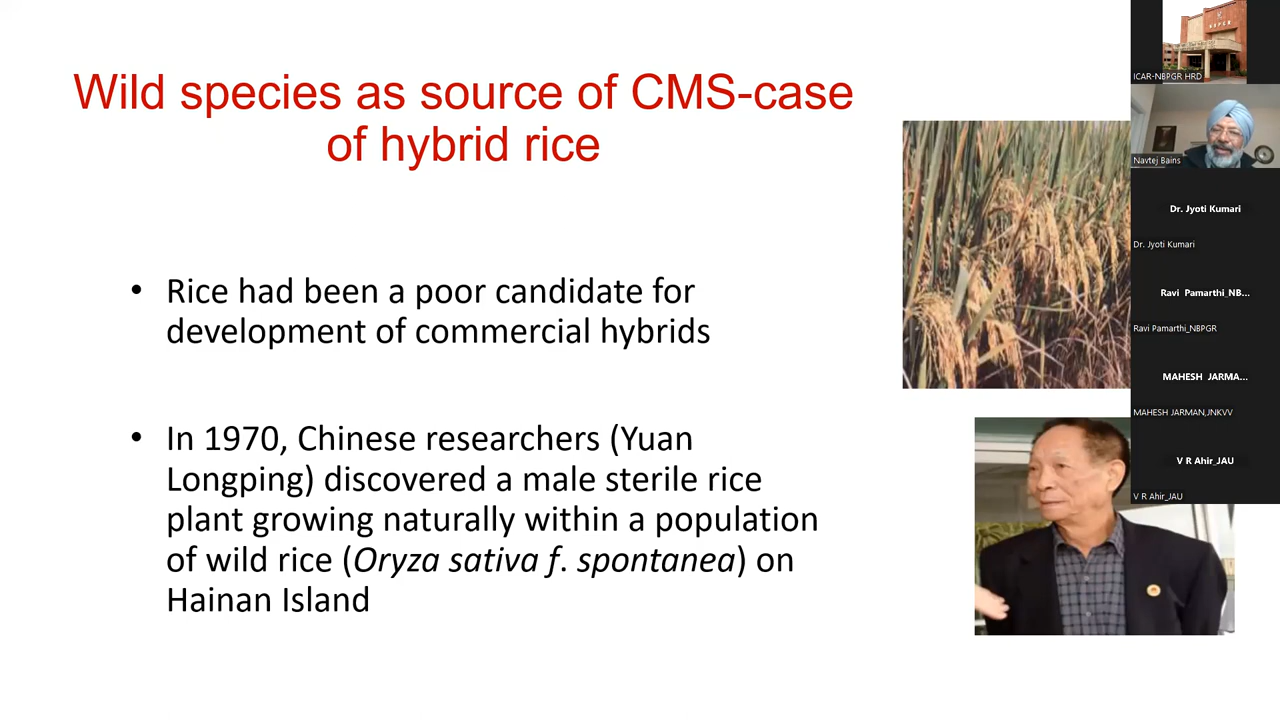 Wild species as source of CMS-case
of hybrid rice
• Rice had been a poor candidate for
development of commercial hybrids
• In 1970, Chinese researchers (Yuan
Longping) discovered a male sterile rice
plant growing naturally within a population
of wild rice (Oryza sativa f. spontanea) on
Hainan Island
ICAR-NBPGR HRD
Navtej Bains
Dr. Jyoti Kumari
Dr. Jyoti Kumari
Ravi Pamarthi_NB...
Ravi Pamarthi_NBPGR
MAHESH JARMA...
MAHESH JARMAN,JNKVV
V R Ahir_JAU
V R Ahir_JAU